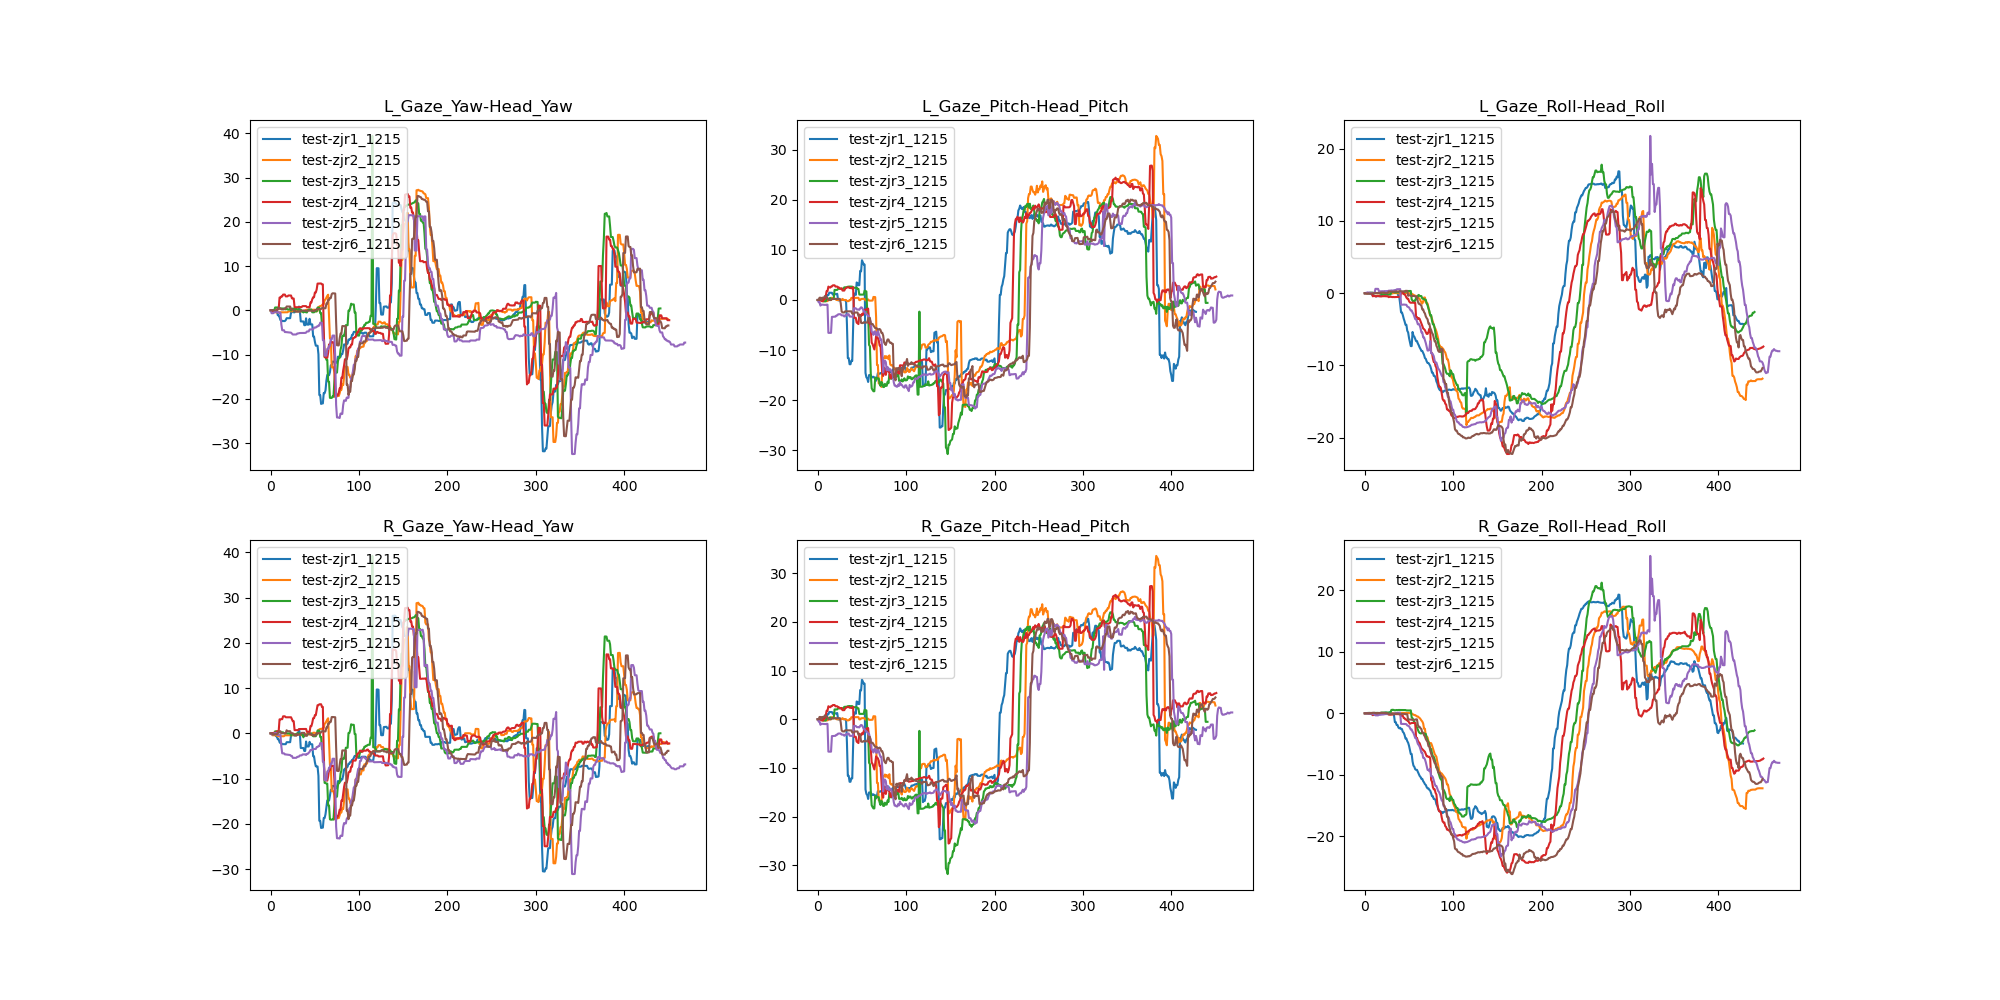 L_Gaze_Yaw-Head_Yaw
40
30
20
10
0
−10
−20
−30
0 100 200 300 400
test-zjr1_1215
test-zjr2_1215
test-zjr3_1215
test-zjr4_1215
test-zjr5_1215
test-zjr6_1215
L_Gaze_Pitch-Head_Pitch
30
20
10
0
−10
−20
−30
0 100 200 300 400
test-zjr1_1215
test-zjr2_1215
test-zjr3_1215
test-zjr4_1215
test-zjr5_1215
test-zjr6_1215
L_Gaze_Roll-Head_Roll
20
10
0
−10
−20
0 100 200 300 400
test-zjr1_1215
test-zjr2_1215
test-zjr3_1215
test-zjr4_1215
test-zjr5_1215
test-zjr6_1215
R_Gaze_Yaw-Head_Yaw
40
30
20
10
0
−10
−20
−30
0 100 200 300 400
test-zjr1_1215
test-zjr2_1215
test-zjr3_1215
test-zjr4_1215
test-zjr5_1215
test-zjr6_1215
R_Gaze_Pitch-Head_Pitch
30
20
10
0
−10
−20
−30
0 100 200 300 400
test-zjr1_1215
test-zjr2_1215
test-zjr3_1215
test-zjr4_1215
test-zjr5_1215
test-zjr6_1215
R_Gaze_Roll-Head_Roll
20
10
0
−10
−20
0 100 200 300 400
test-zjr1_1215
test-zjr2_1215
test-zjr3_1215
test-zjr4_1215
test-zjr5_1215
test-zjr6_1215